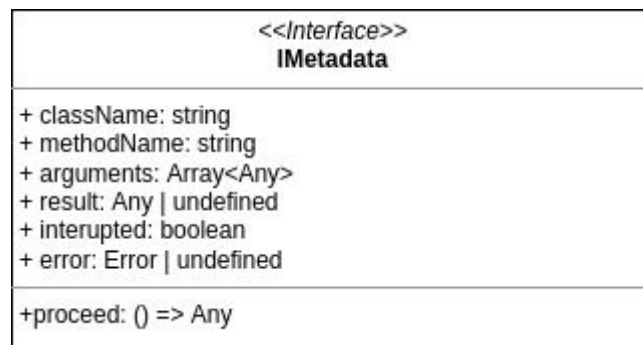 <<Interface>>
IMetadata
+ className: string
+ methodName: string
+ arguments: Array<Any>
+ result: Any | undefined
+ interupted: boolean
+ error: Error | undefined
+proceed: () => Any